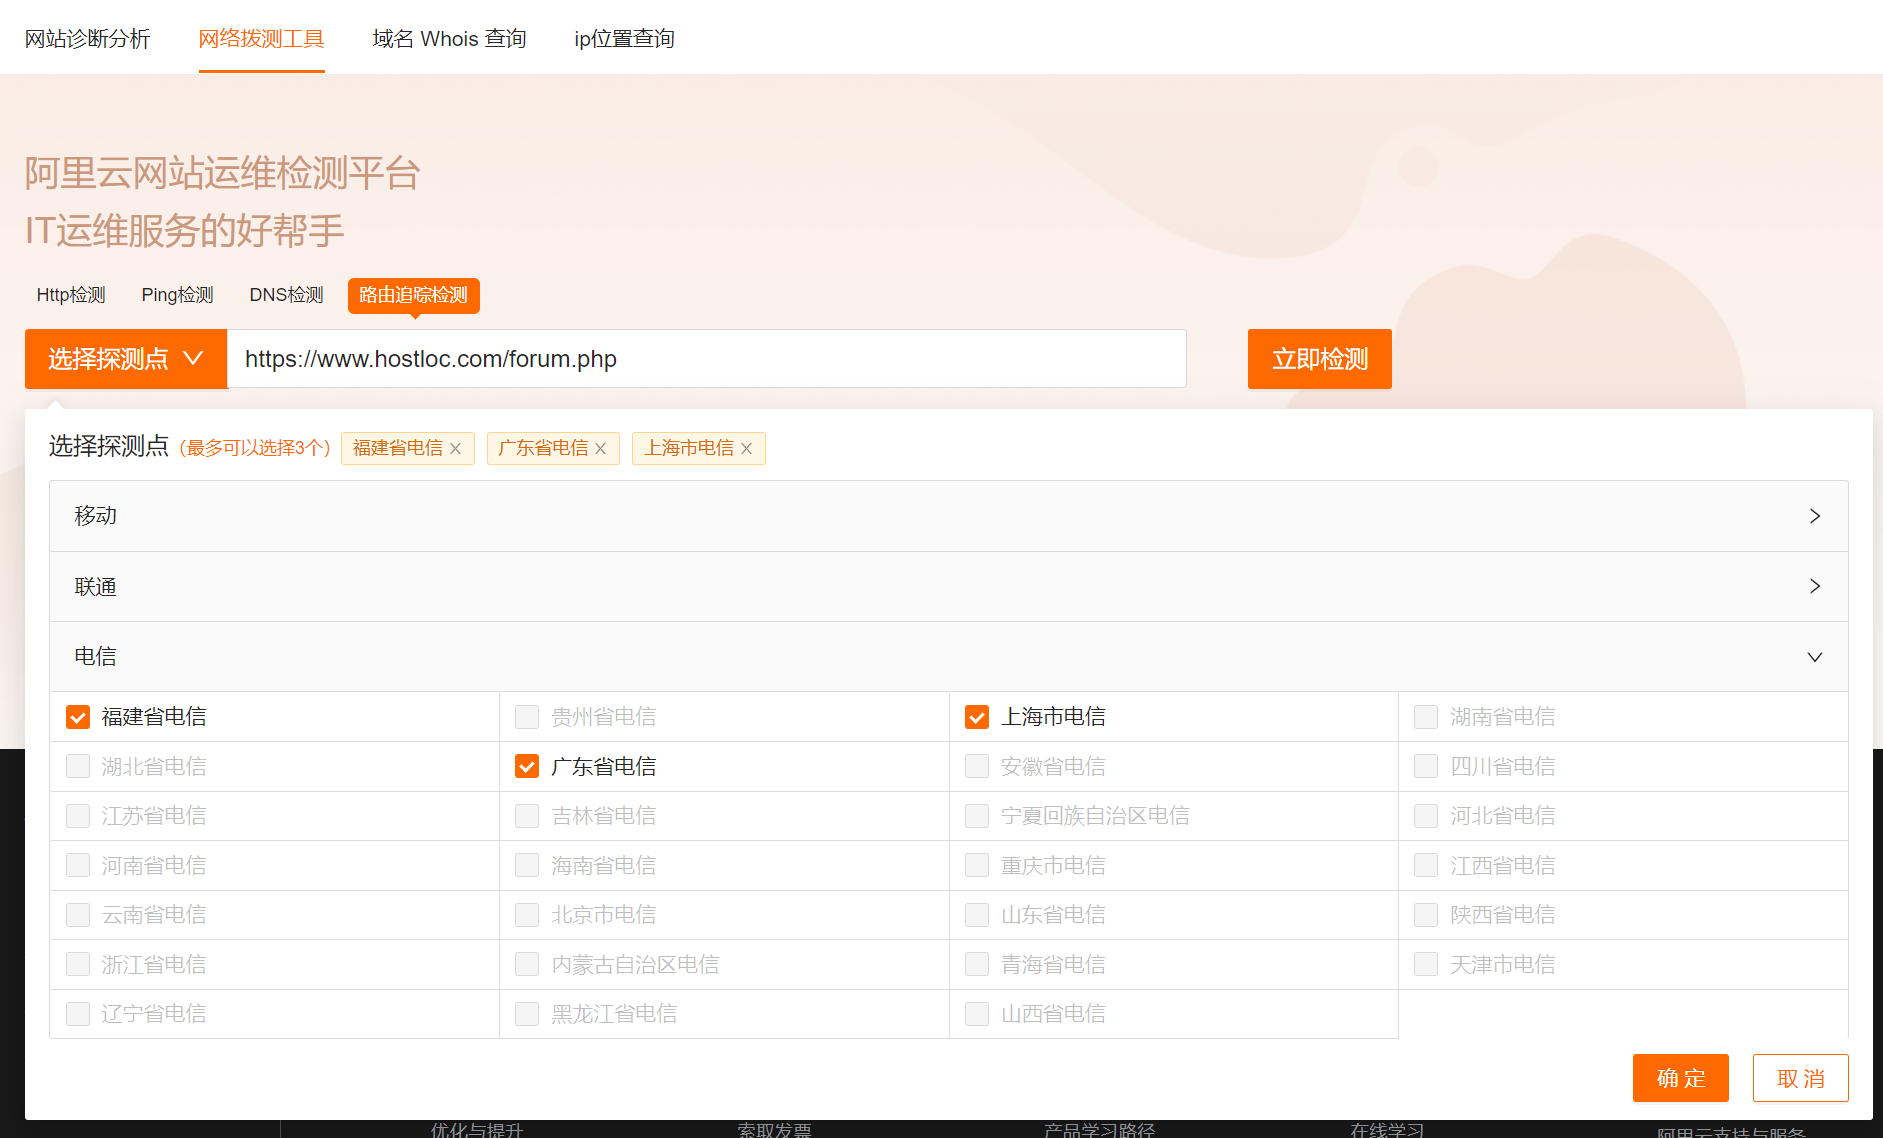 网站诊断分析 网络拨测工具 域名 Whois 查询 ip位置查询
阿里云网站运维检测平台
IT运维服务的好帮手
Http检测 Ping检测 DNS检测 路由追踪检测
选择探测点 https://www.hostloc.com/forum.php 立即检测
选择探测点 (最多可以选择3个) 福建省电信 广东省电信 上海市电信
移动
联通
电信
福建省电信 贵州省电信 上海市电信 湖南省电信
湖北省电信 广东省电信 安徽省电信 四川省电信
江苏省电信 吉林省电信 宁夏回族自治区电信 河北省电信
河南省电信 海南省电信 重庆市电信 江西省电信
云南省电信 北京市电信 山东省电信 陕西省电信
浙江省电信 内蒙古自治区电信 青海省电信 天津市电信
辽宁省电信 黑龙江省电信 山西省电信
确定 取消
优化与提升 索取发票 产品学习路径 在线学习 阿里云支持与服务